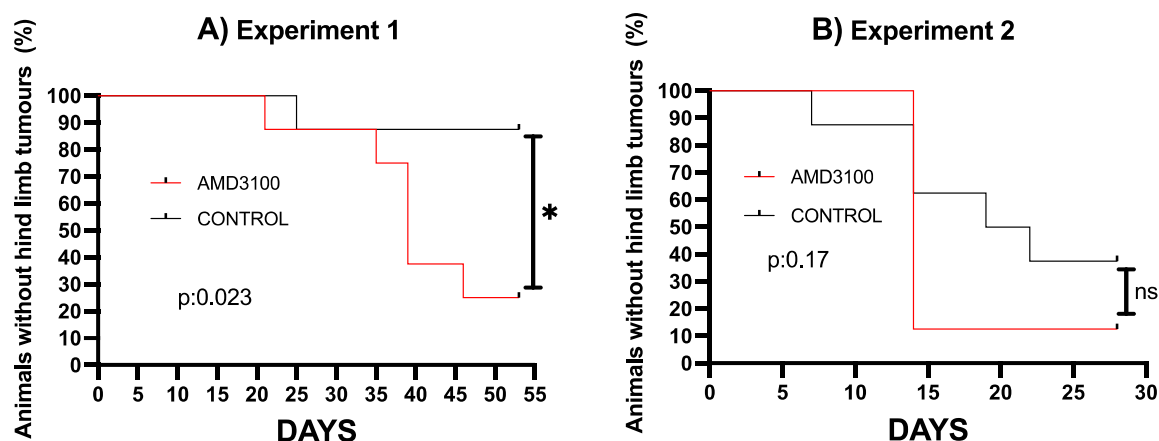 A) Experiment 1
Animals without hind limb tumours (%)
100
90
80
70
60
50
40
30
20
10
0
AMD3100
CONTROL
p:0.023
*
0 5 10 15 20 25 30 35 40 45 50 55
DAYS
B) Experiment 2
Animals without hind limb tumours (%)
100
90
80
70
60
50
40
30
20
10
0
AMD3100
CONTROL
p:0.17
ns
0 5 10 15 20 25 30
DAYS